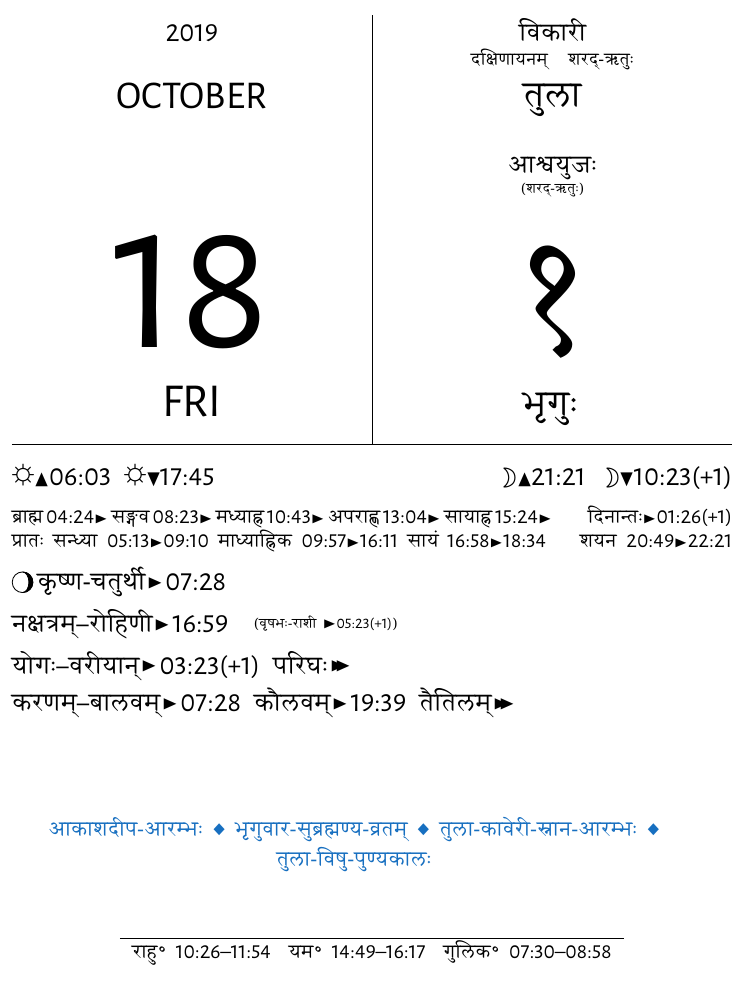 2019
OCTOBER
18
FRI
विकारी
दक्षिणायनम् शरद्-ऋतुः
तुला
आश्वयुजः
(शरद्-ऋतुः)
१
भृगुः
☼▲06:03 ☼▼17:45 ☽▲21:21 ☽▼10:23(+1)
ब्राह्म 04:24► सङ्गव 08:23► मध्याह्न 10:43► अपराह्ण 13:04► सायाह्न 15:24► दिनान्तः►01:26(+1)
प्रातः सन्ध्या 05:13►09:10 माध्याह्निक 09:57►16:11 सायं 16:58►18:34 शयन 20:49►22:21
कृष्ण-चतुर्थी►07:28
नक्षत्रम्–रोहिणी►16:59 (वृषभः-राशी ►05:23(+1))
योगः–वरीयान्►03:23(+1) परिघः►►
करणम्–बालवम्►07:28 कौलवम्►19:39 तैतिलम्►►
आकाशदीप-आरम्भः ◆ भृगुवार-सुब्रह्मण्य-व्रतम् ◆ तुला-कावेरी-स्नान-आरम्भः ◆
तुला-विषु-पुण्यकालः
राहु॰ 10:26–11:54 यम॰ 14:49–16:17 गुलिक॰ 07:30–08:58